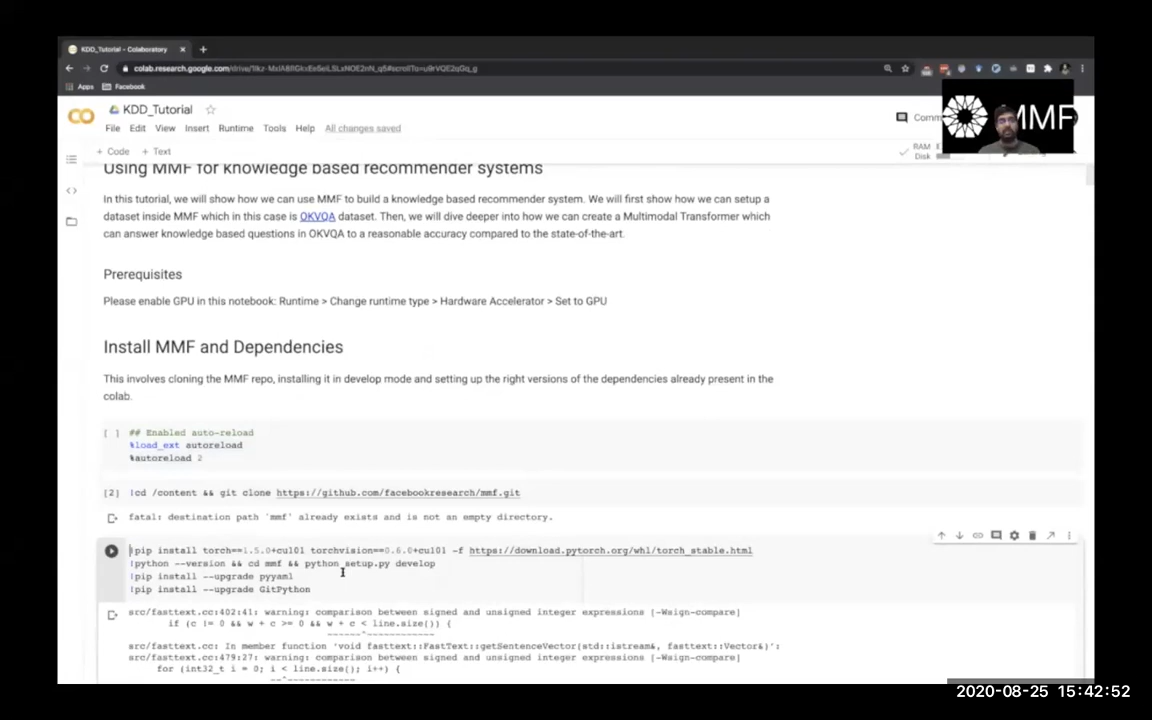 KDD_Tutorial - Colaboratory
Apps Facebook
KDD_Tutorial
File Edit View Insert Runtime Tools Help All changes saved
MMF
+ Code + Text
RAM
Disk
Using MMF for knowledge based recommender systems
In this tutorial, we will show how we can use MMF to build a knowledge based recommender system. We will first show how we can setup a
dataset inside MMF which in this case is OKVQA dataset. Then, we will dive deeper into how we can create a Multimodal Transformer which
can answer knowledge based questions in OKVQA to a reasonable accuracy compared to the state-of-the-art.
Prerequisites
Please enable GPU in this notebook: Runtime > Change runtime type > Hardware Accelerator > Set to GPU
Install MMF and Dependencies
This involves cloning the MMF repo, installing it in develop mode and setting up the right versions of the dependencies already present in the
colab.
[ ] ## Enabled auto-reload
%load_ext autoreload
%autoreload 2
[2] !cd /content && git clone https://github.com/facebookresearch/mmf.git
fatal: destination path 'mmf' already exists and is not an empty directory.
!pip install torch==1.5.0+cu101 torchvision==0.6.0+cu101 -f https://download.pytorch.org/whl/torch_stable.html
!python --version && cd mmf && python setup.py develop
!pip install --upgrade pyyaml
!pip install --upgrade GitPython
src/fasttext.cc:402:41: warning: comparison between signed and unsigned integer expressions [-Wsign-compare]
if (c != 0 && w + c >= 0 && w + c < line.size()) {
~~~~~~^~~~~~~~~~~~~
src/fasttext.cc: In member function 'void fasttext::FastText::getSentenceVector(std::istream&, fasttext::Vector&)':
src/fasttext.cc:479:27: warning: comparison between signed and unsigned integer expressions [-Wsign-compare]
for (int32_t i = 0; i < line.size(); i++) {
~~^~~~~~~~~~~~~
2020-08-25 15:42:52